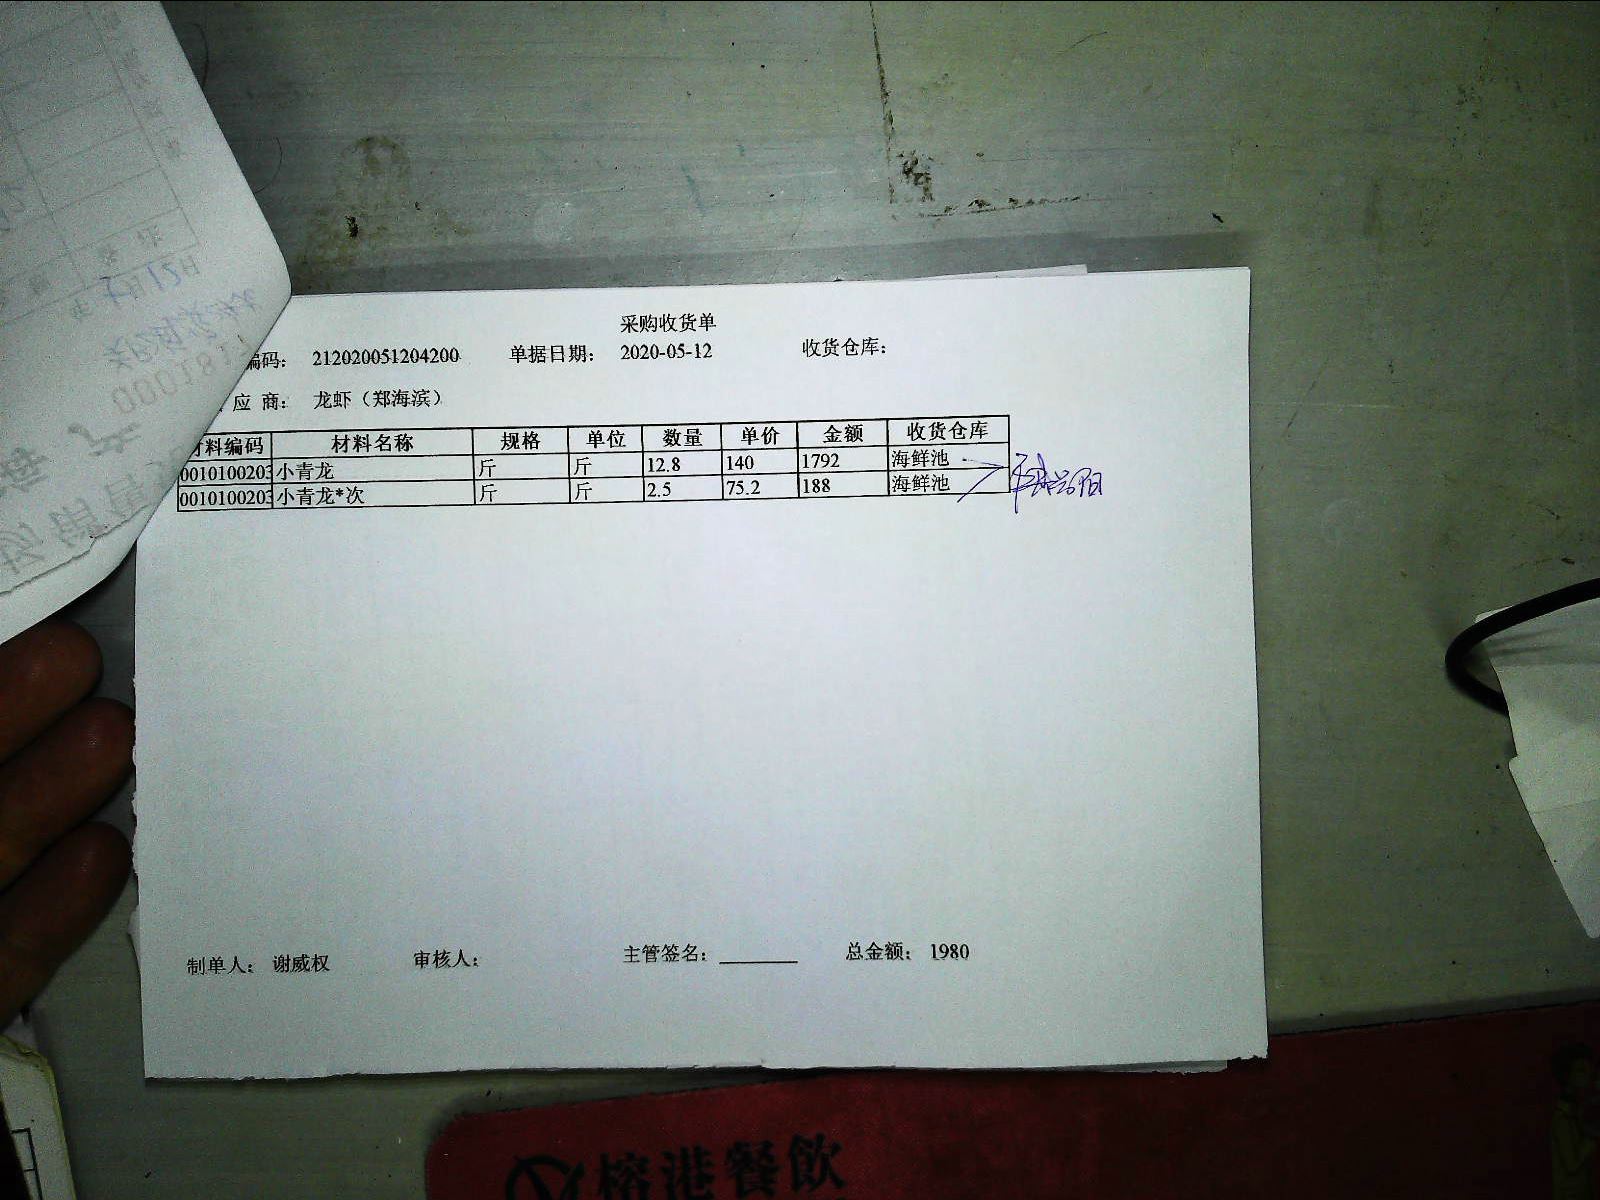 采购收货单
编码： 212020051204200 单据日期： 2020-05-12 收货仓库：
应 商： 龙虾（郑海滨）
材料编码 材料名称 规格 单位 数量 单价 金额 收货仓库
0010100203 小青龙 斤 斤 12.8 140 1792 海鲜池
0010100203 小青龙*次 斤 斤 2.5 75.2 188 海鲜池
制单人： 谢威权 审核人： 主管签名： 总金额： 1980
榕港餐飲